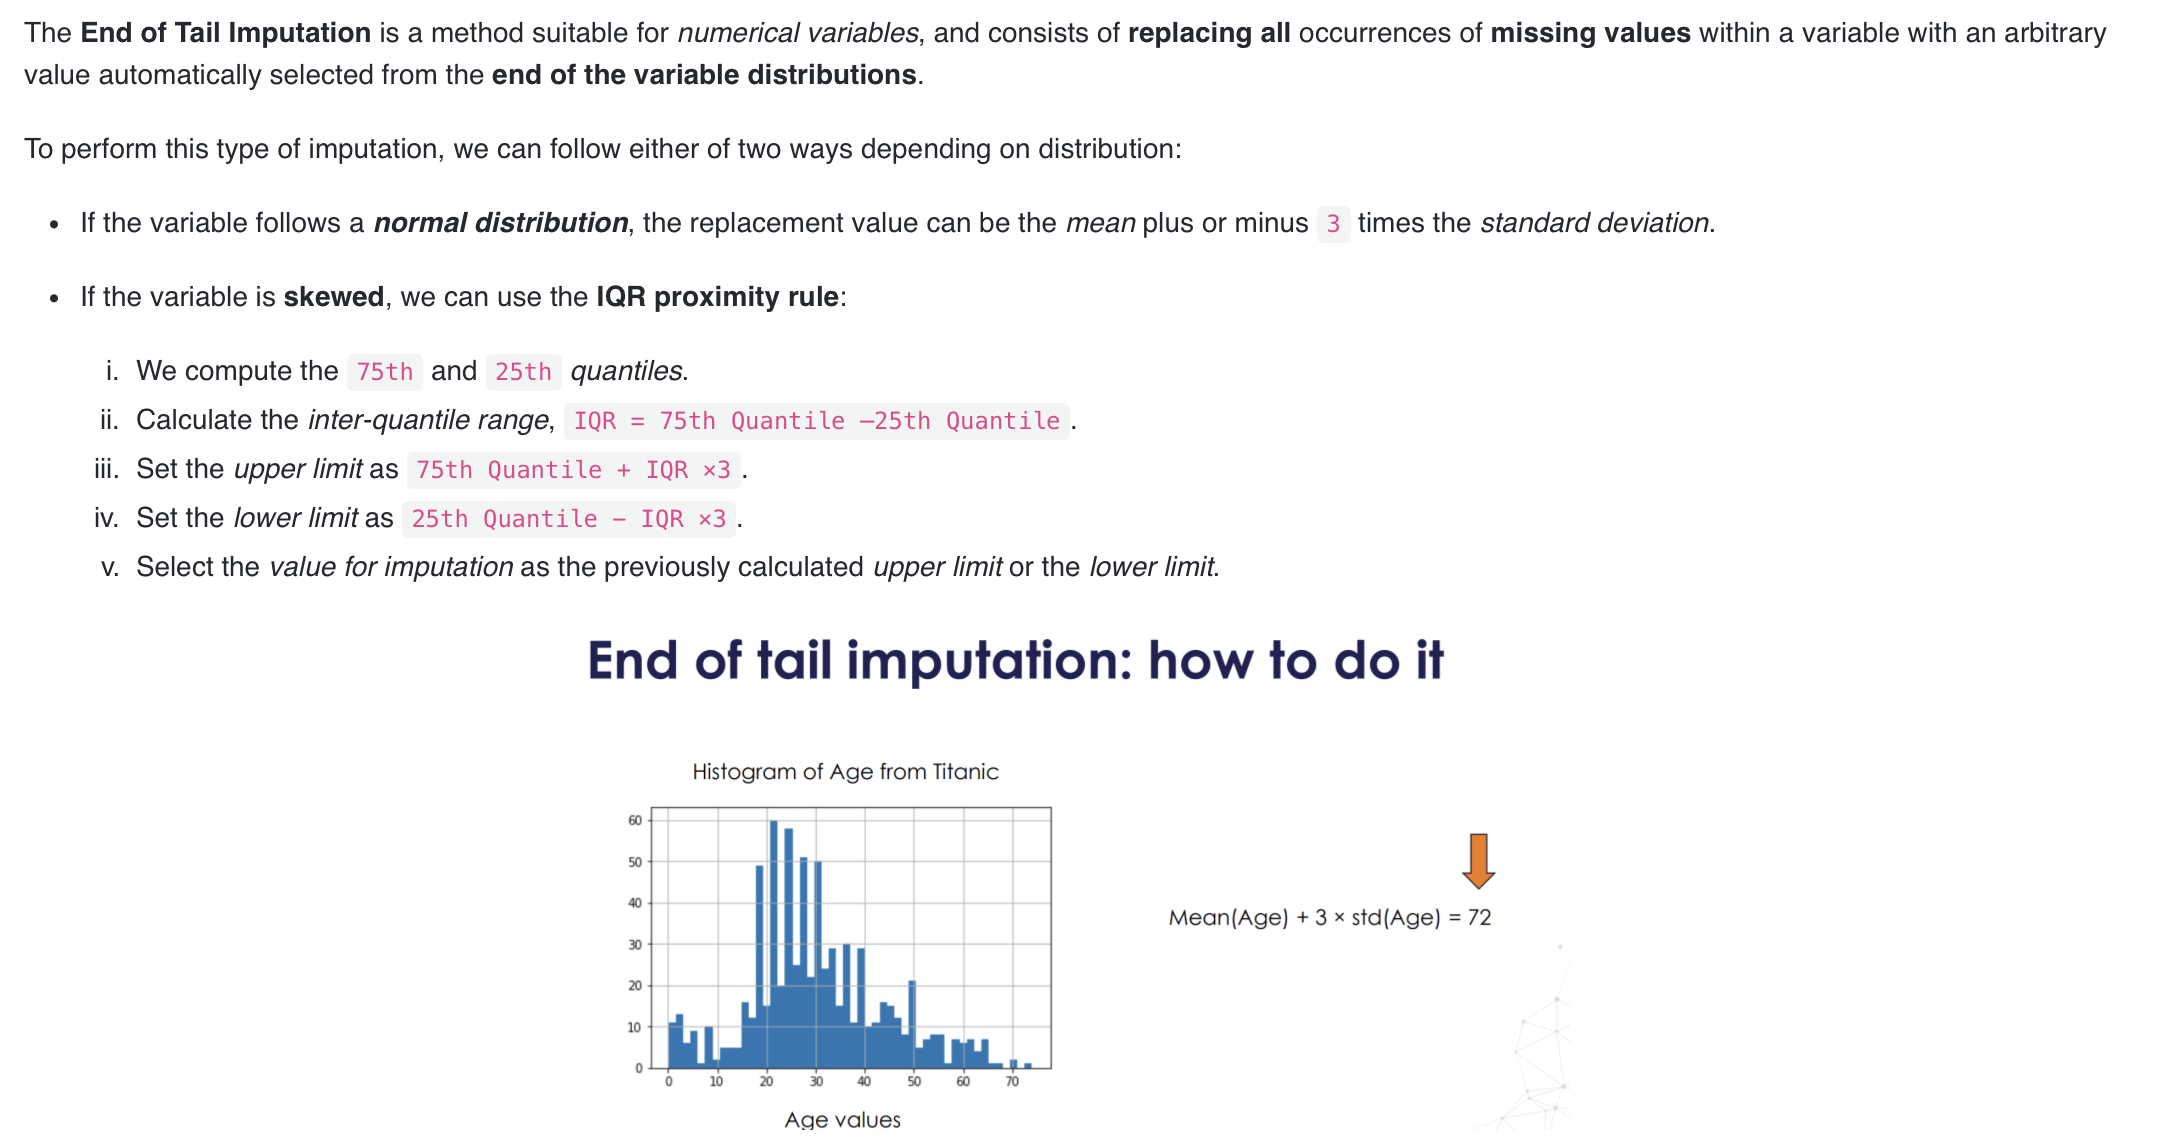 The End of Tail Imputation is a method suitable for numerical variables, and consists of replacing all occurrences of missing values within a variable with an arbitrary
value automatically selected from the end of the variable distributions.
To perform this type of imputation, we can follow either of two ways depending on distribution:
• If the variable follows a normal distribution, the replacement value can be the mean plus or minus 3 times the standard deviation.
• If the variable is skewed, we can use the IQR proximity rule:
i. We compute the 75th and 25th quantiles.
ii. Calculate the inter-quantile range, IQR = 75th Quantile −25th Quantile.
iii. Set the upper limit as 75th Quantile + IQR ×3.
iv. Set the lower limit as 25th Quantile − IQR ×3.
v. Select the value for imputation as the previously calculated upper limit or the lower limit.
End of tail imputation: how to do it
Histogram of Age from Titanic
60
50
40
30
20
10
0
0 10 20 30 40 50 60 70
Age values
Mean(Age) + 3 × std(Age) = 72